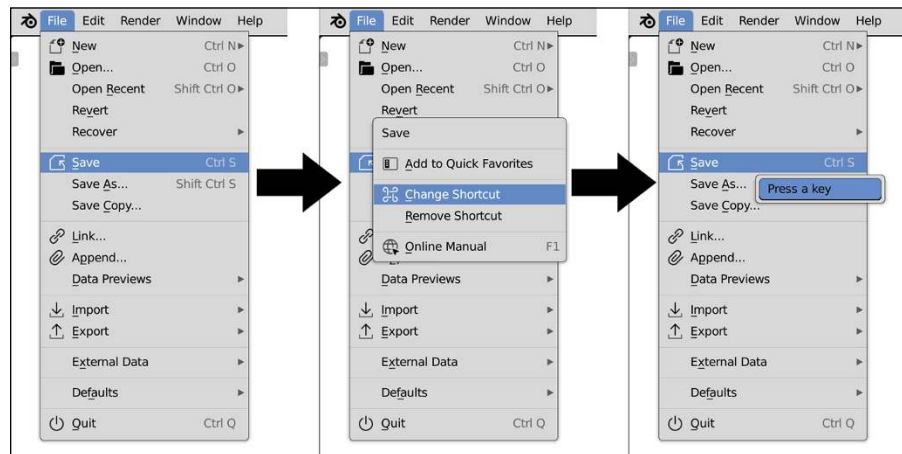 File Edit Render Window Help
New Ctrl N
Open... Ctrl O
Open Recent Shift Ctrl O
Revert
Recover
Save Ctrl S
Save As... Shift Ctrl S
Save Copy...
Link...
Append...
Data Previews
Import
Export
External Data
Defaults
Quit Ctrl Q
File Edit Render Window Help
New Ctrl N
Open... Ctrl O
Open Recent Shift Ctrl O
Revert
Save
Add to Quick Favorites
Change Shortcut
Remove Shortcut
Online Manual F1
Data Previews
Import
Export
External Data
Defaults
Quit Ctrl Q
File Edit Render Window Help
New Ctrl N
Open... Ctrl O
Open Recent Shift Ctrl O
Revert
Recover
Save Ctrl S
Save As...
Press a key
Save Copy...
Link...
Append...
Data Previews
Import
Export
External Data
Defaults
Quit Ctrl Q